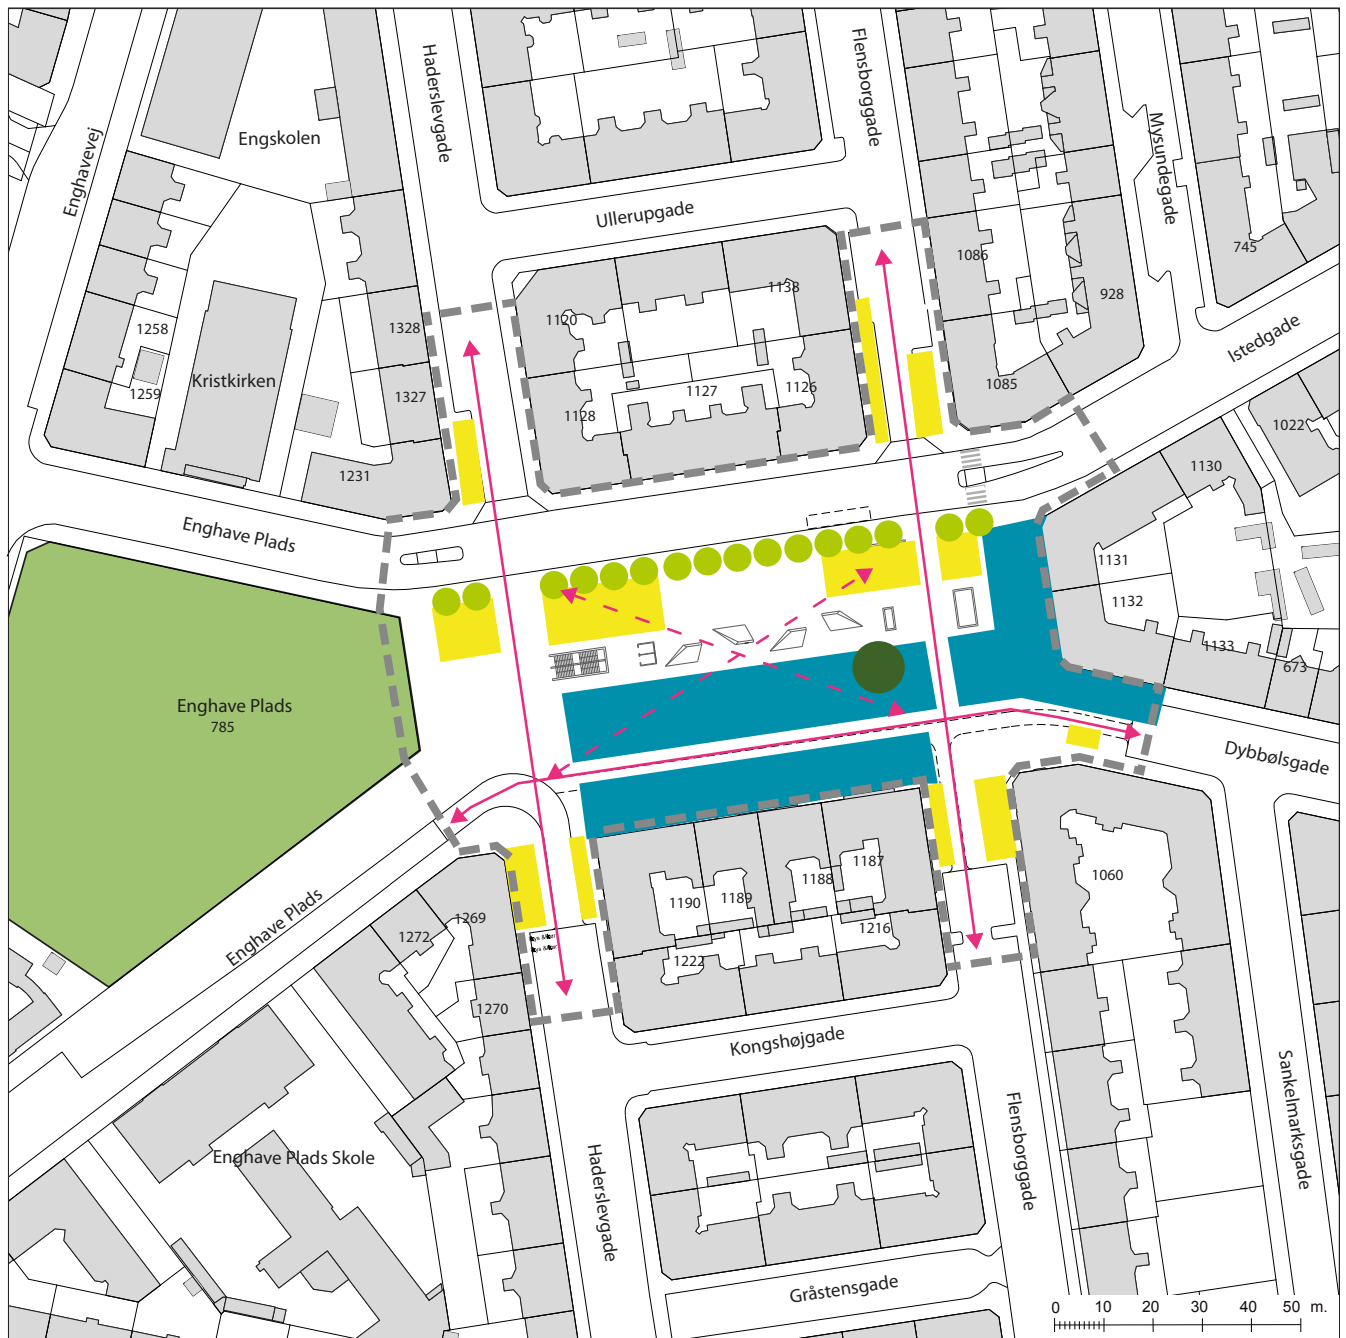 Haderslevgade
Flensborggade
Mysundegade
Enghavevej
Engskolen
Ullerupgade
745
1086
928
1138
1120
1258
1328
Istedgade
Kristkirken
1259
1327
1127
1126
1085
1128
1022
1231
1130
Enghave Plads
1131
1132
1133
673
Enghave Plads
785
Dybbølsgade
1187
1188
1060
1190
1189
1269
1272
Enghave Plads
1216
1222
1270
Kongshøjgade
Enghave Plads Skole
Haderslevgade
Flensborggade
Sankelmarksgade
Gråstensgade
0 10 20 30 40 50 m.